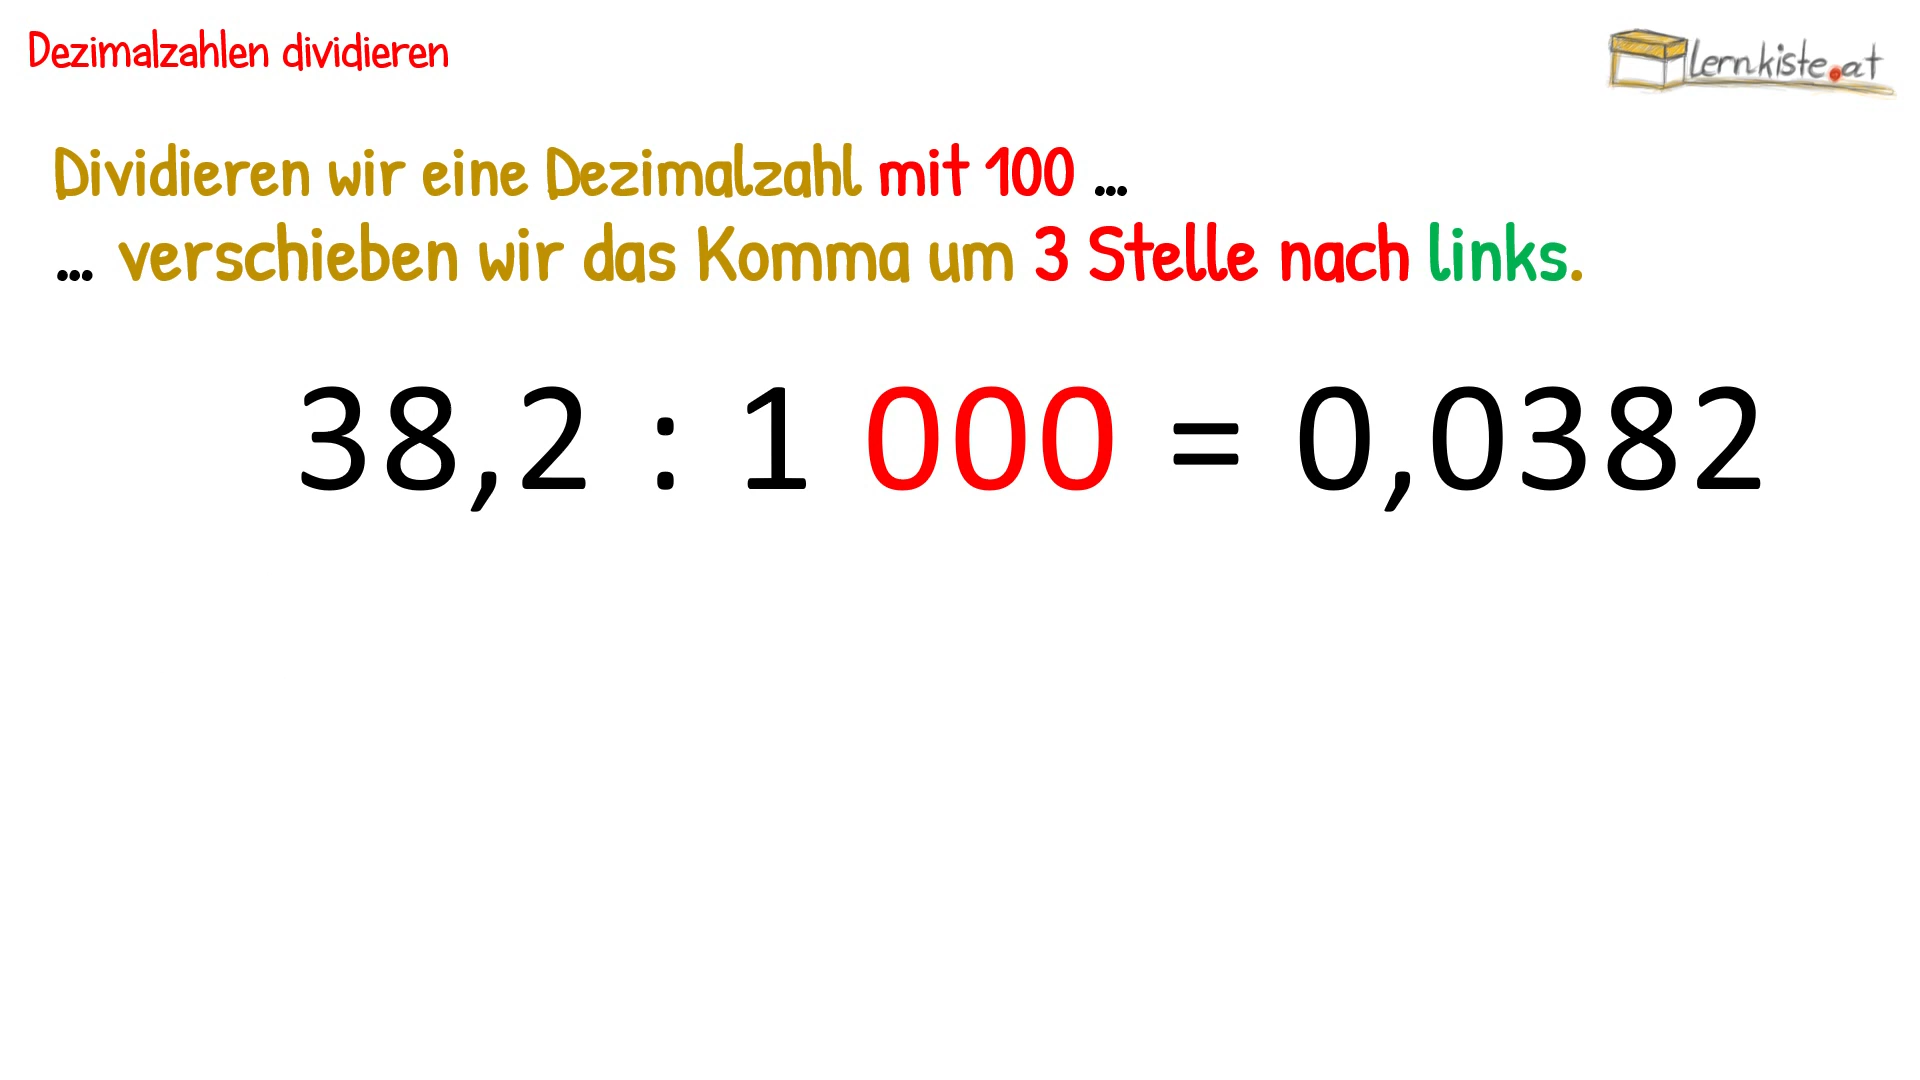 Dezimalzahlen dividieren
lernkiste.at
Dividieren wir eine Dezimalzahl mit 100 ...
... verschieben wir das Komma um 3 Stelle nach links.
38,2 : 1 000 = 0,0382